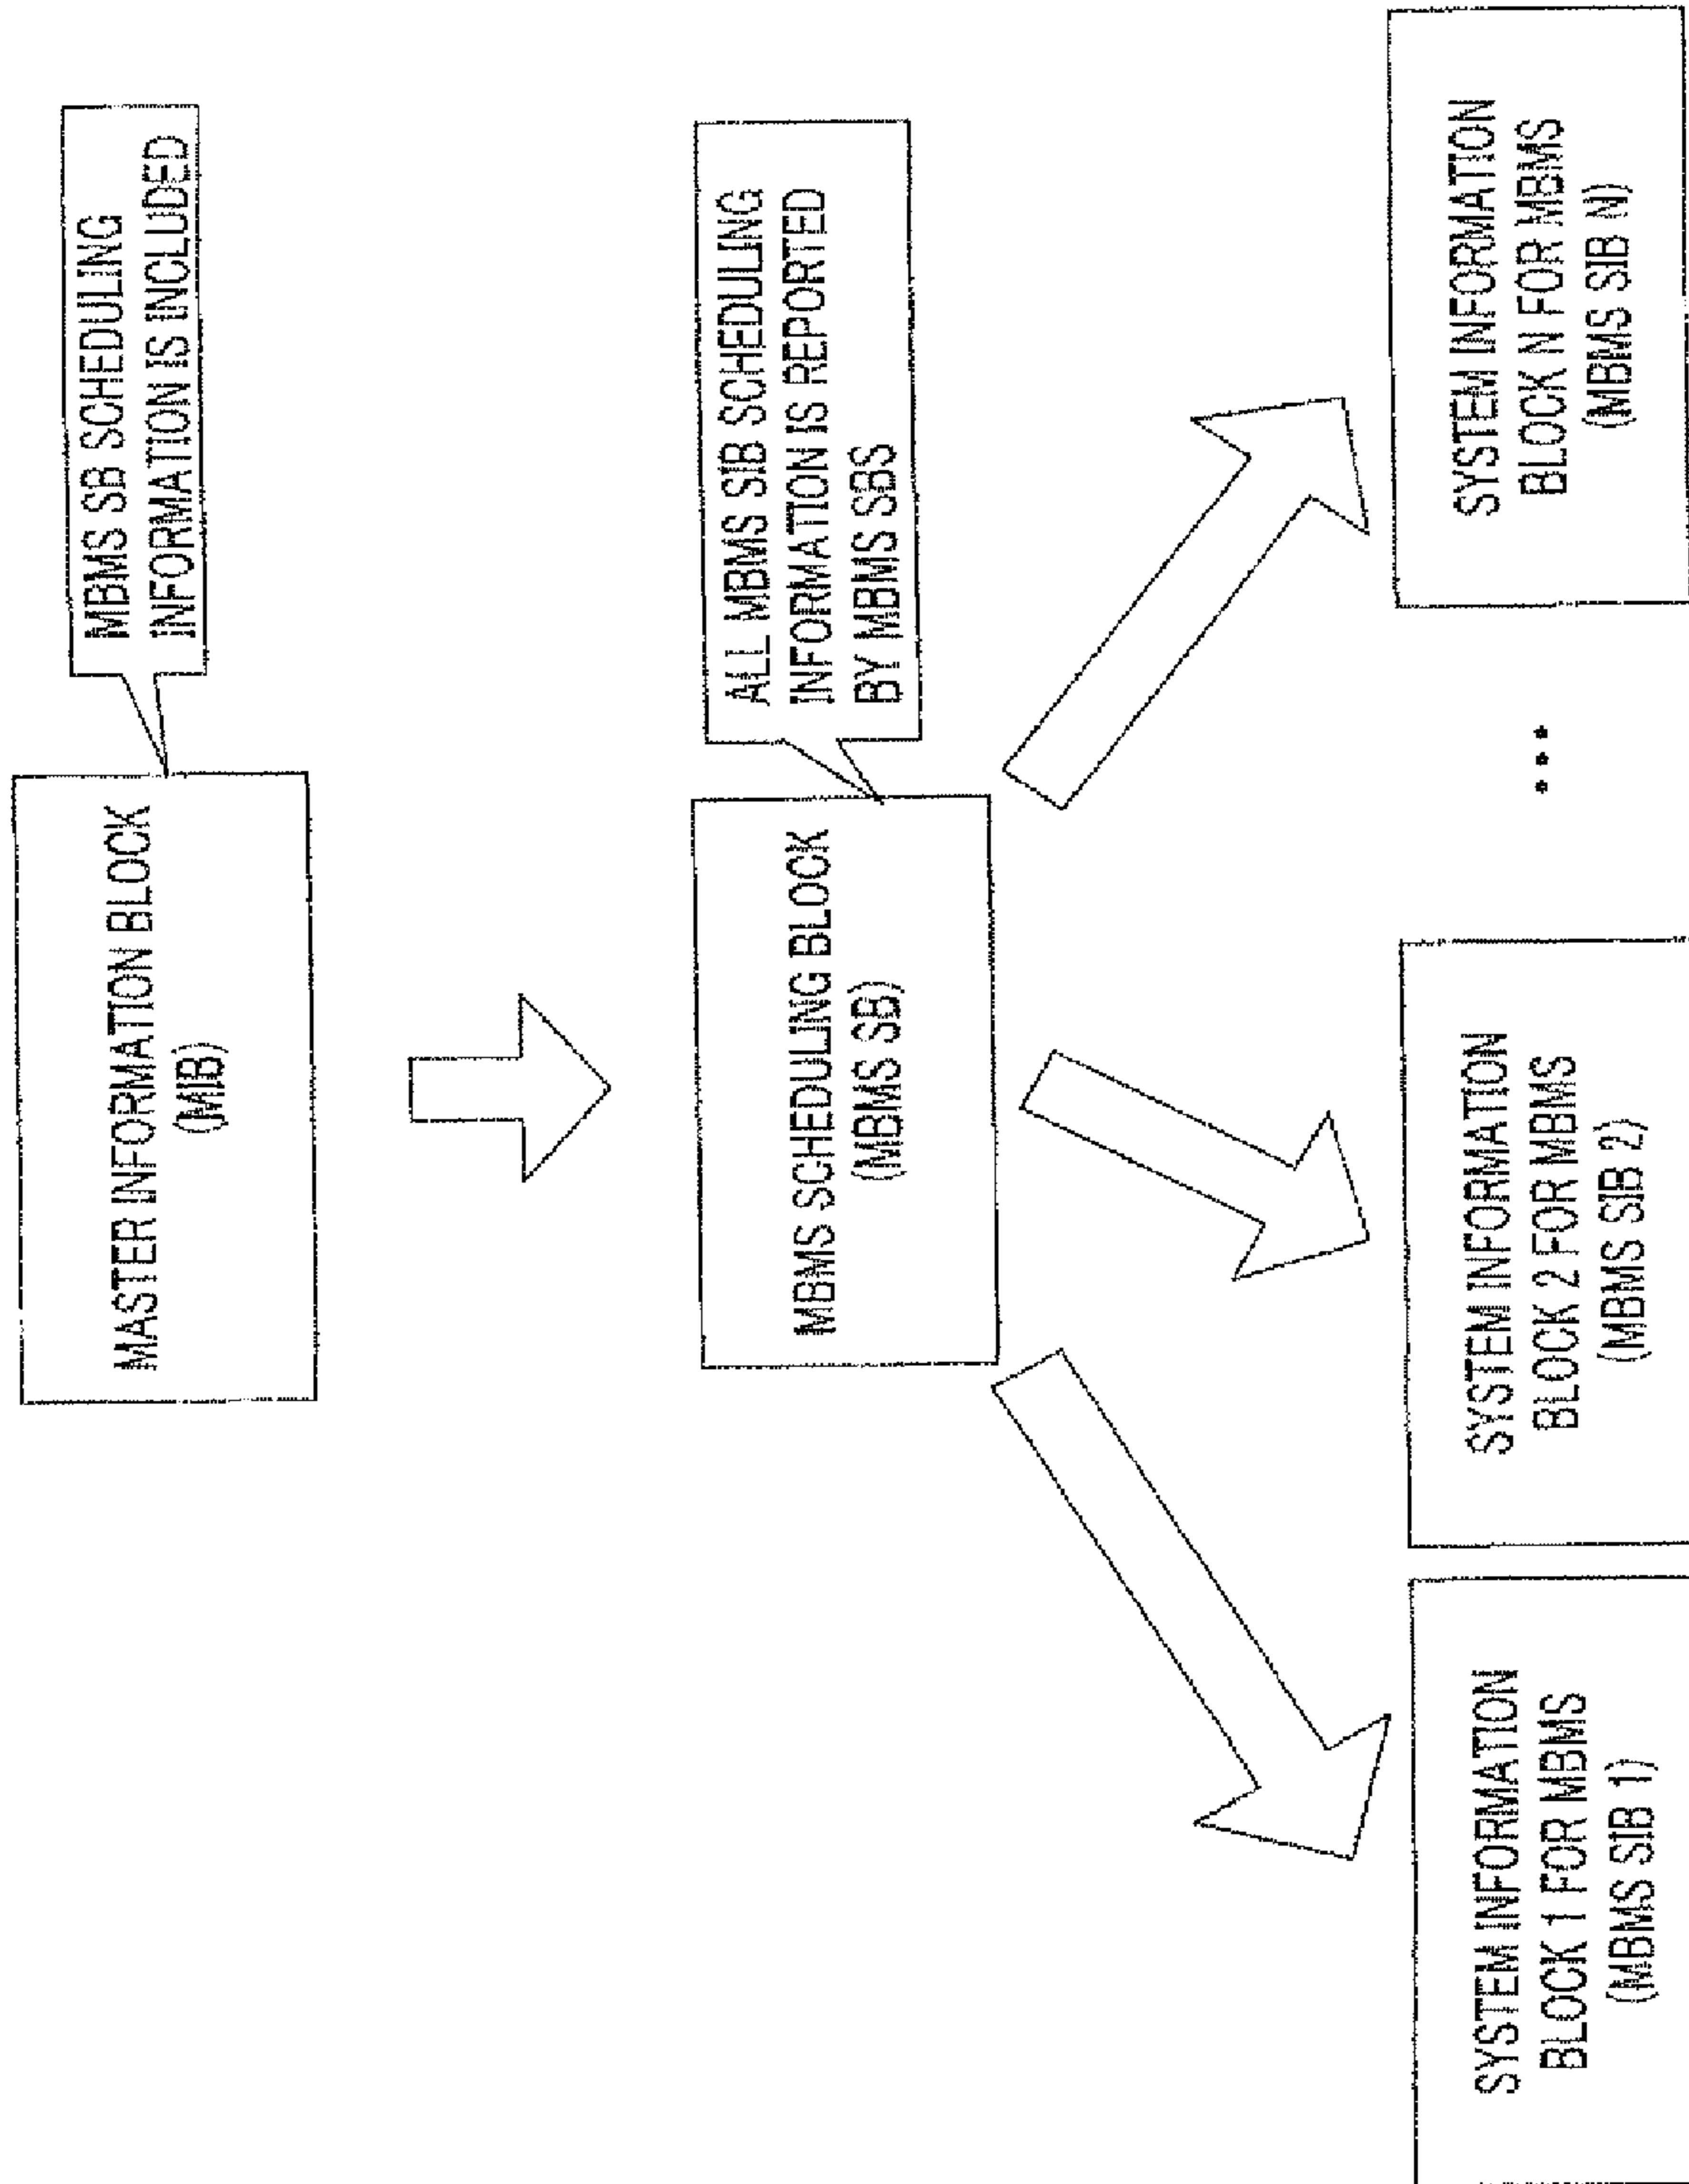 MASTER INFORMATION BLOCK
(MIB)
MBMS SB SCHEDULING
INFORMATION IS INCLUDED
MBMS SCHEDULING BLOCK
(MBMS SB)
ALL MBMS SIB SCHEDULING
INFORMATION IS REPORTED
BY MBMS SBS
SYSTEM INFORMATION
BLOCK 1 FOR MBMS
(MBMS SIB 1)
SYSTEM INFORMATION
BLOCK 2 FOR MBMS
(MBMS SIB 2)
...
SYSTEM INFORMATION
BLOCK N FOR MBMS
(MBMS SIB N)